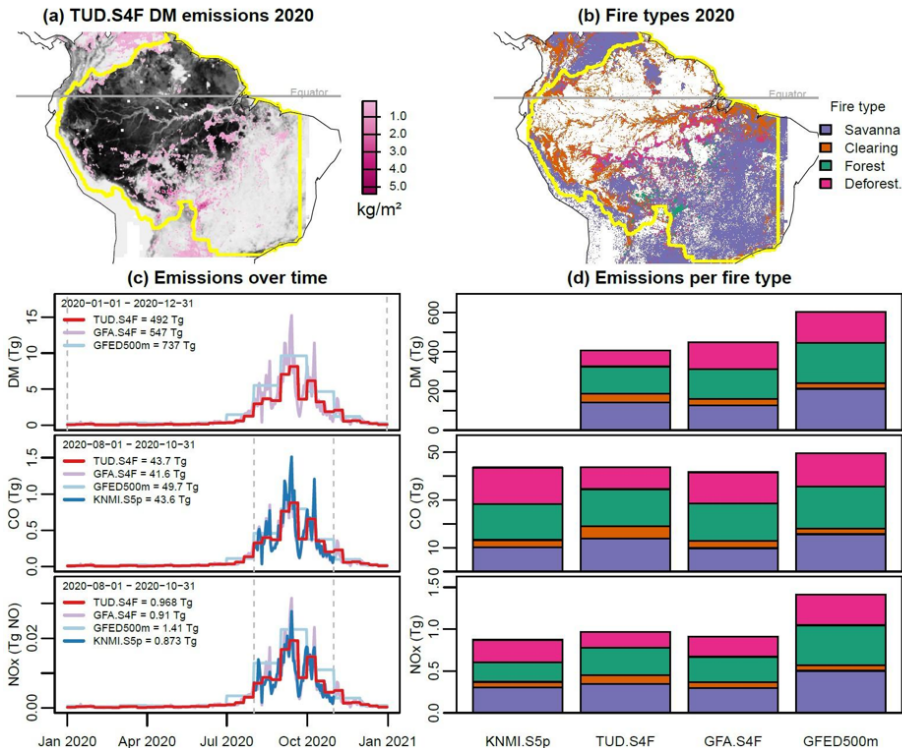 (a) TUD.S4F DM emissions 2020
Equator
1.0
2.0
3.0
4.0
5.0
kg/m²
(b) Fire types 2020
Equator
Fire type
Savanna
Clearing
Forest
Deforest.
(c) Emissions over time
DM (Tg)
15
10
5
0
2020−01−01 − 2020−12−31
TUD.S4F = 492 Tg
GFA.S4F = 547 Tg
GFED500m = 737 Tg
CO (Tg)
1.5
1.0
0.5
0.0
2020−08−01 − 2020−10−31
TUD.S4F = 43.7 Tg
GFA.S4F = 41.6 Tg
GFED500m = 49.7 Tg
KNMI.S5p = 43.6 Tg
NOx (Tg NO)
0.02
0.00
2020−08−01 − 2020−10−31
TUD.S4F = 0.968 Tg
GFA.S4F = 0.91 Tg
GFED500m = 1.41 Tg
KNMI.S5p = 0.873 Tg
Jan 2020 Apr 2020 Jul 2020 Oct 2020 Jan 2021
(d) Emissions per fire type
DM (Tg)
600
400
200
0
CO (Tg)
50
30
10
0
NOx (Tg)
1.5
1.0
0.5
0.0
KNMI.S5p TUD.S4F GFA.S4F GFED500m